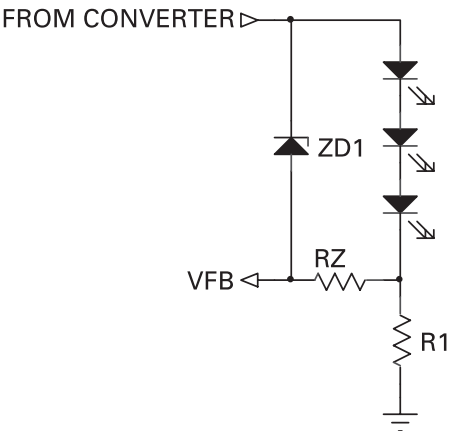 FROM CONVERTER
ZD1
RZ
VFB
R1